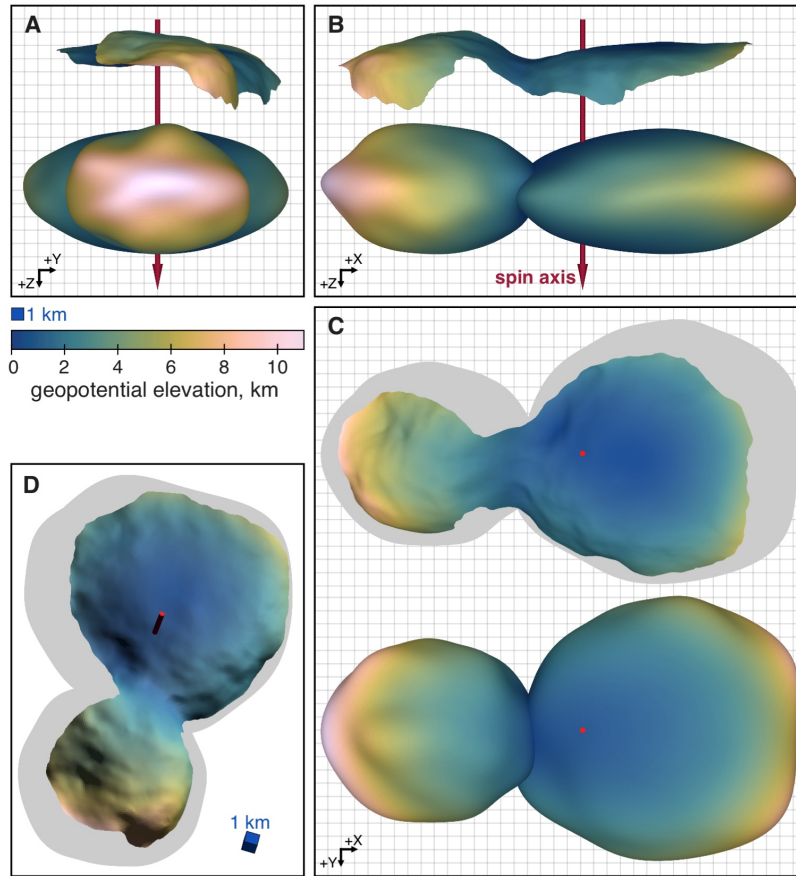 A
B
+Y
+Z
+X
+Z
spin axis
1 km
0 2 4 6 8 10
geopotential elevation, km
C
D
1 km
+X
+Y